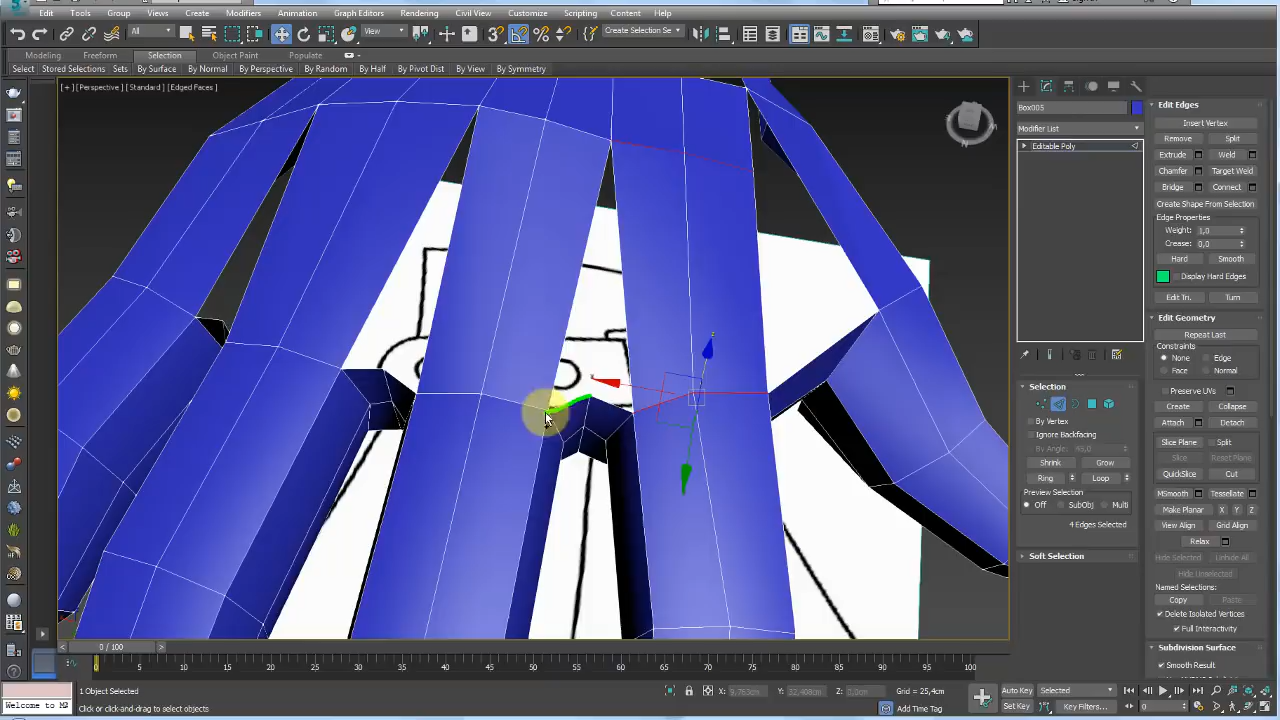 Edit Tools Group Views Create Modifiers Animation Graph Editors Rendering Civil View Customize Scripting Content Help
All View Create Selection Se
Modeling Freeform Selection Object Paint Populate
Select Stored Selections Sets By Surface By Normal By Perspective By Random By Half By Pivot Dist By View By Symmetry
[+] [Perspective] [Standard] [Edged Faces]
Box005
Modifier List
Editable Poly
Selection
By Vertex
Ignore Backfacing
By Angle: 45,0
Shrink Grow
Ring Loop
Preview Selection
Off SubObj Multi
4 Edges Selected
Soft Selection
Edit Edges
Insert Vertex
Remove Split
Extrude Weld
Chamfer Target Weld
Bridge Connect
Create Shape From Selection
Edge Properties
Weight: 1,0
Crease: 0,0
Hard Smooth
Display Hard Edges
Edit Tri. Turn
Edit Geometry
Repeat Last
Constraints
None Edge
Face Normal
Preserve UVs
Create Collapse
Attach Detach
Slice Plane Split
Slice Reset Plane
QuickSlice Cut
MSmooth Tessellate
Make Planar X Y Z
View Align Grid Align
Relax
Hide Selected Unhide All
Hide Unselected
Named Selections:
Copy Paste
Delete Isolated Vertices
Full Interactivity
Subdivision Surface
Smooth Result
0 / 100
0 5 10 15 20 25 30 35 40 45 50 55 60 65 70 75 80 85 90 95 100
1 Object Selected X: 9,763cm Y: 32,408cm Z: 0,0cm Grid = 25,4cm Auto Key Selected
Welcome to M Click or click-and-drag to select objects Add Time Tag Set Key Key Filters... 0